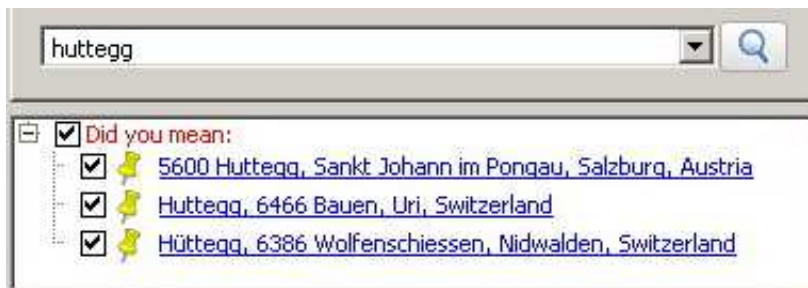 huttegg
Did you mean:
5600 Huttegg, Sankt Johann im Pongau, Salzburg, Austria
Huttegg, 6466 Bauen, Uri, Switzerland
Hüttegg, 6386 Wolfenschiessen, Nidwalden, Switzerland